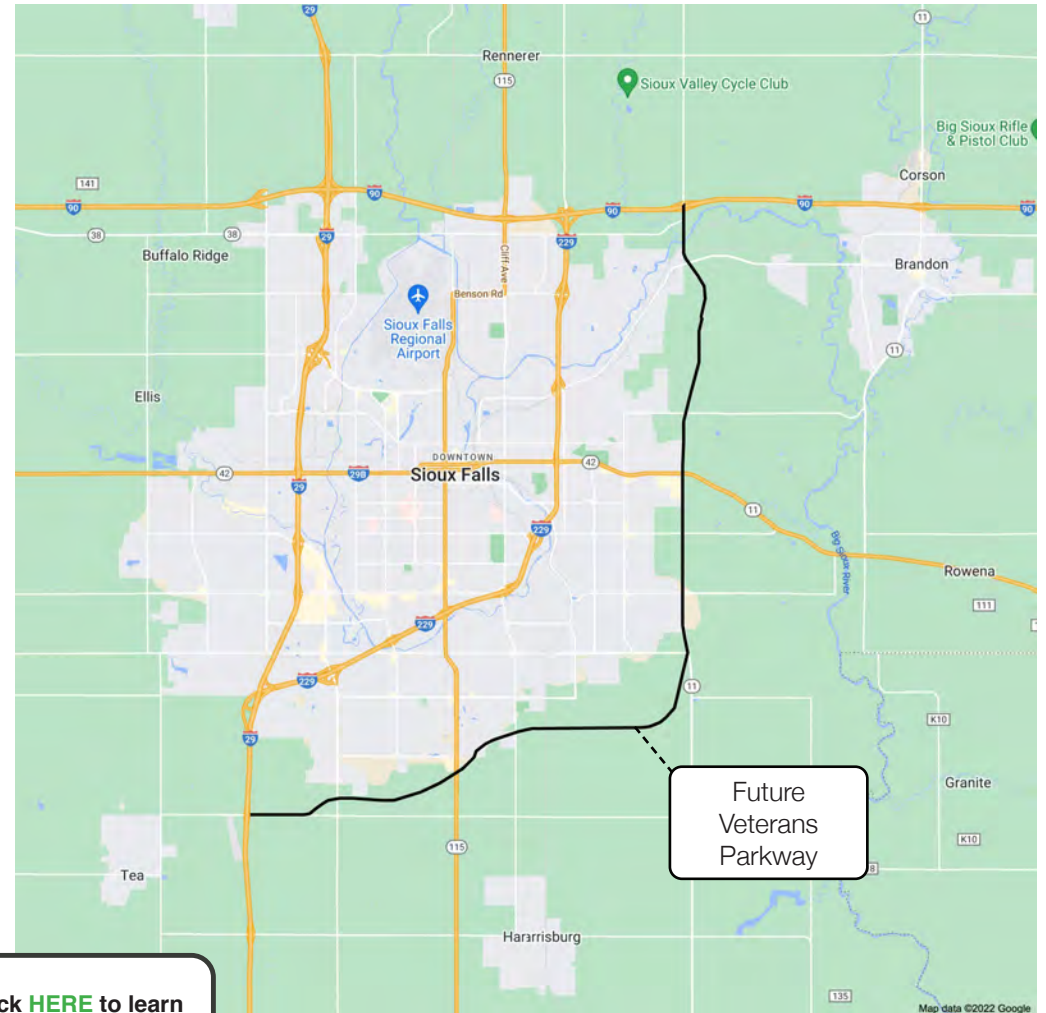 29
11
Rennerer
115
Sioux Valley Cycle Club
Big Sioux Rifle
& Pistol Club
Corson
141
90
90
90
90
90
38
38
29
229
Buffalo Ridge
Cliff Ave
Brandon
Benson Rd
Sioux Falls
Regional
Airport
11
Ellis
DOWNTOWN
Sioux Falls
42
29B
42
29
11
229
Big Sioux River
Rowena
111
229
229
11
K10
29
Future
Veterans
Parkway
Granite
K10
115
Tea
Hararrisburg
135
ck HERE to learn
Map data ©2022 Google